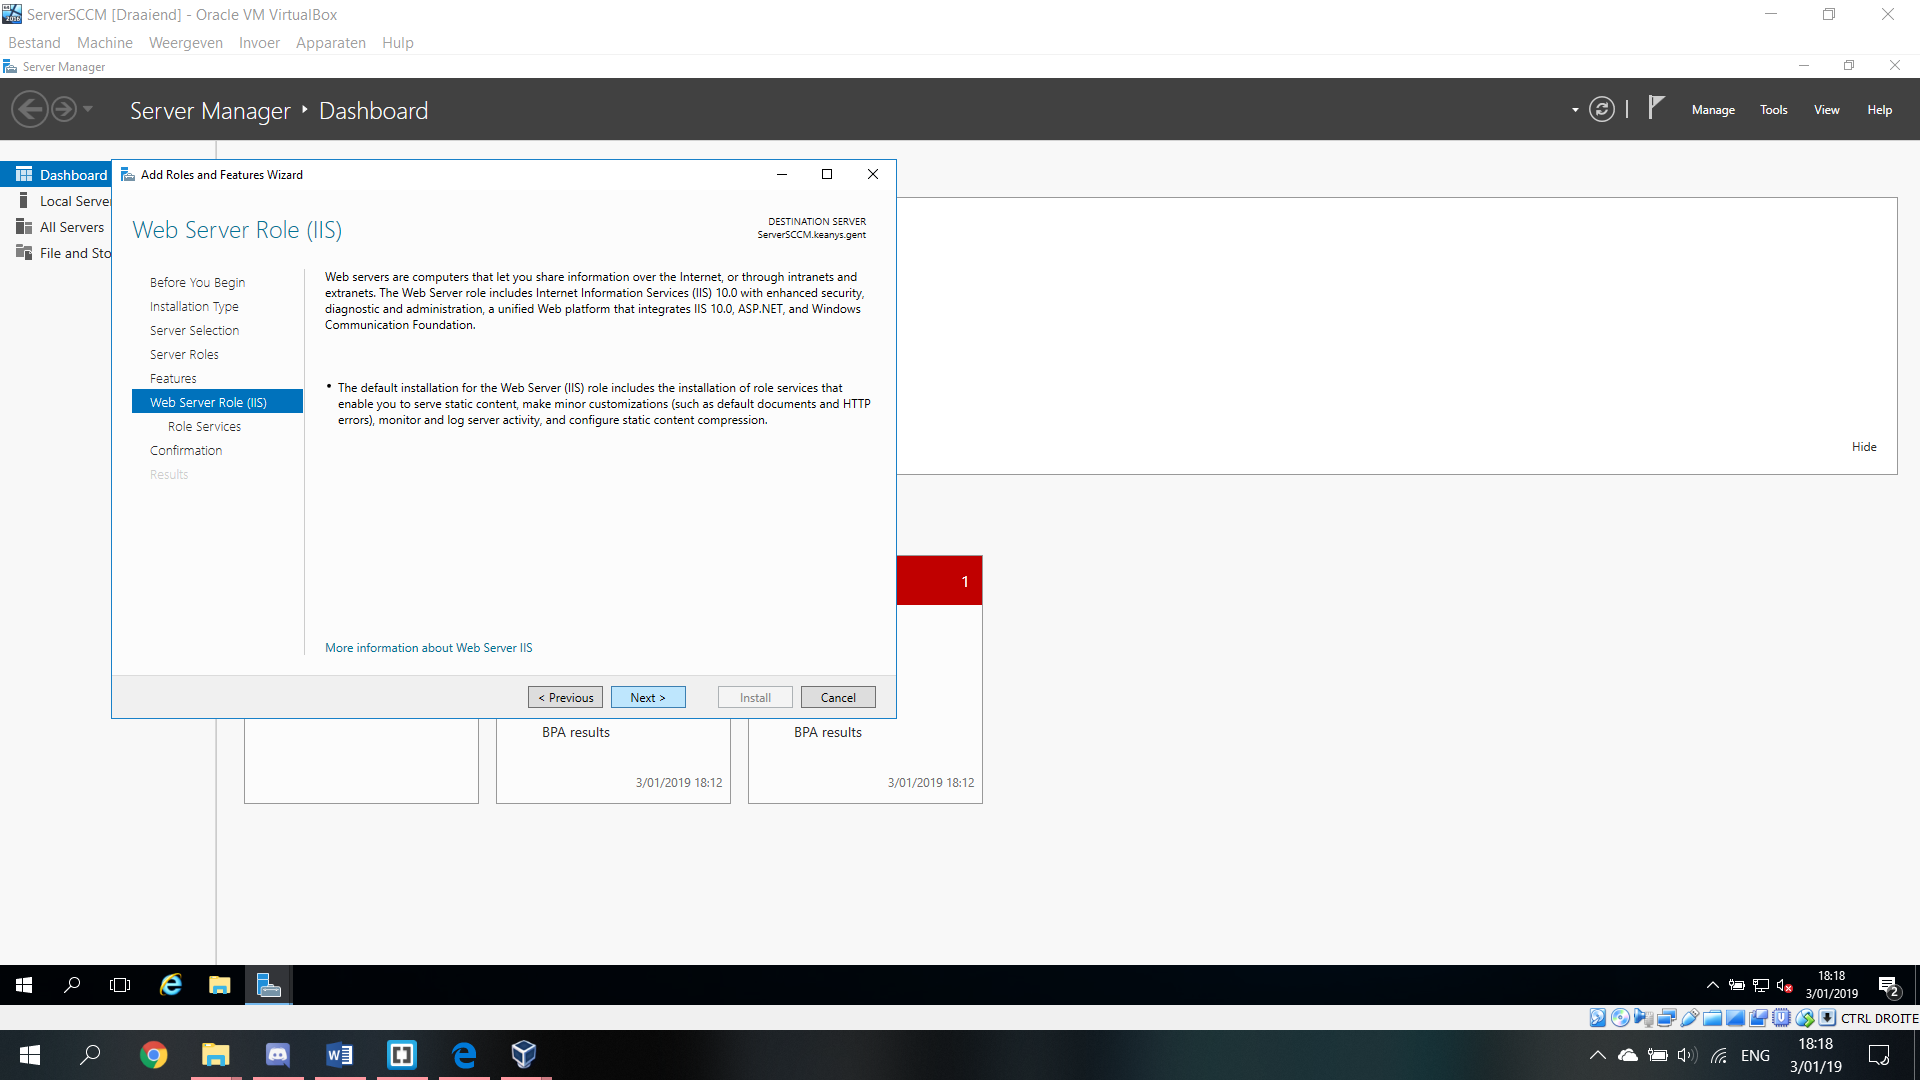 ServerSCCM [Draaiend] - Oracle VM VirtualBox
Bestand Machine Weergeven Invoer Apparaten Hulp
Server Manager
Server Manager Dashboard
Manage Tools View Help
Dashboard
Local Server
All Servers
File and Sto
Add Roles and Features Wizard
Web Server Role (IIS)
DESTINATION SERVER
ServerSCCM.keanys.gent
Before You Begin
Installation Type
Server Selection
Server Roles
Features
Web Server Role (IIS)
Role Services
Confirmation
Results
Web servers are computers that let you share information over the Internet, or through intranets and
extranets. The Web Server role includes Internet Information Services (IIS) 10.0 with enhanced security,
diagnostic and administration, a unified Web platform that integrates IIS 10.0, ASP.NET, and Windows
Communication Foundation.
• The default installation for the Web Server (IIS) role includes the installation of role services that
enable you to serve static content, make minor customizations (such as default documents and HTTP
errors), monitor and log server activity, and configure static content compression.
More information about Web Server IIS
< Previous Next > Install Cancel
Hide
1
BPA results
3/01/2019 18:12
BPA results
3/01/2019 18:12
18:18
3/01/2019
2
CTRL DROITE
ENG
18:18
3/01/19